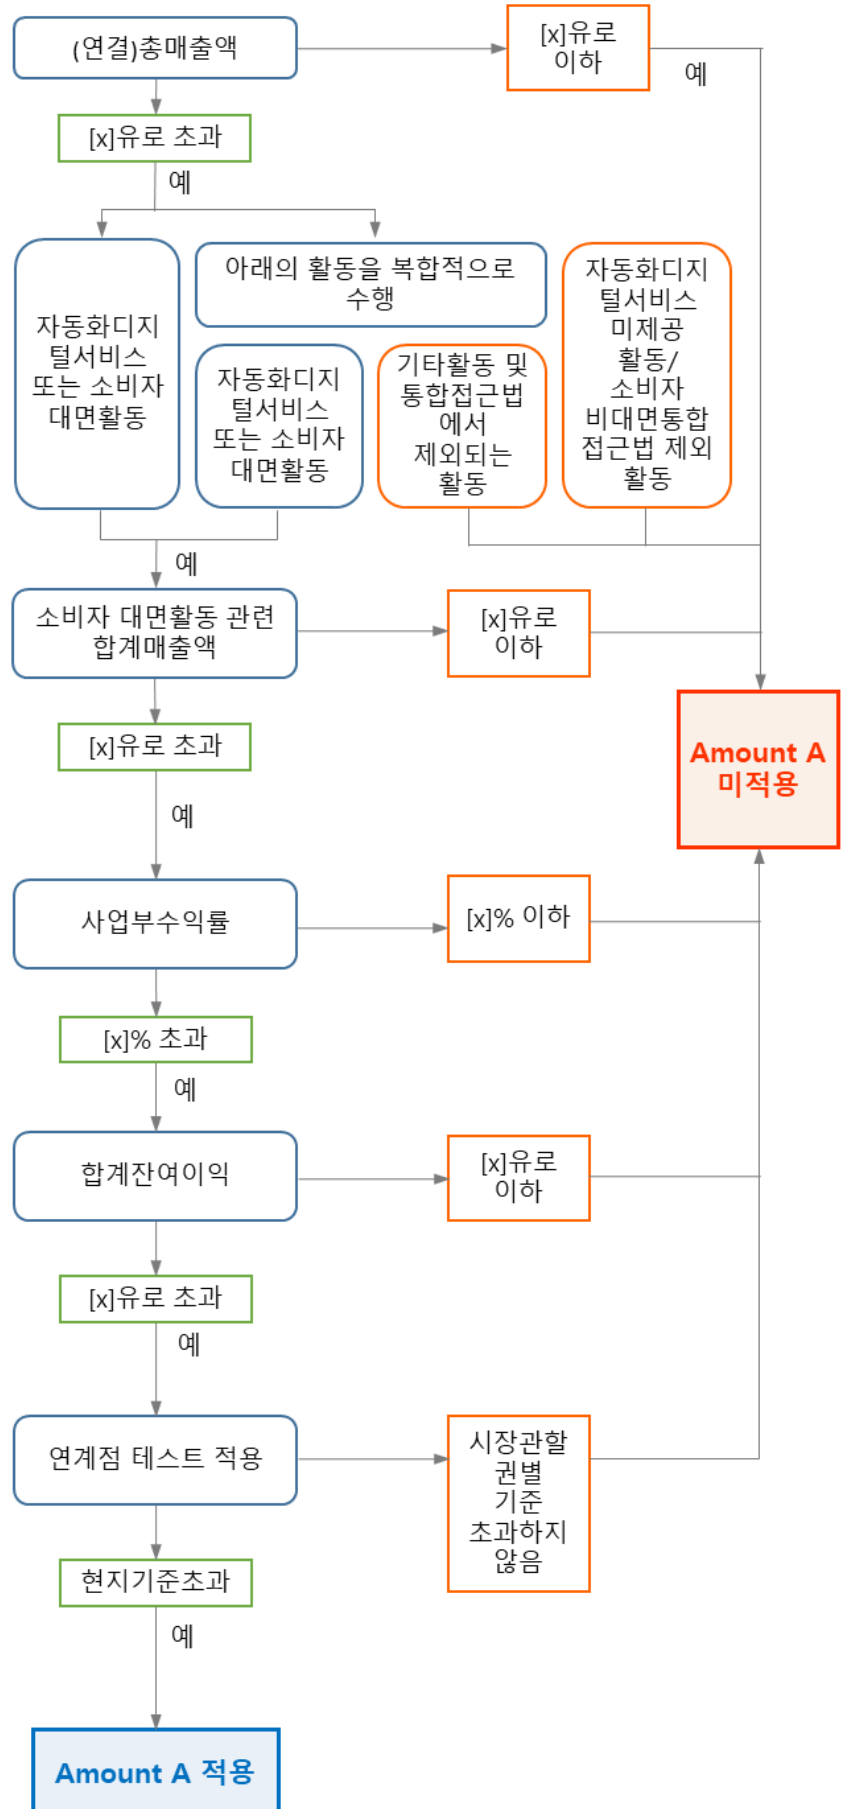 (연결)총매출액
[x]유로
이하
예
[x]유로 초과
예
자동화디지
털서비스
또는 소비자
대면활동
아래의 활동을 복합적으로
수행
자동화디지
털서비스
또는 소비자
대면활동
기타활동 및
통합접근법
에서
제외되는
활동
자동화디지
털서비스
미제공
활동/
소비자
비대면통합
접근법 제외
활동
예
소비자 대면활동 관련
합계매출액
[x]유로
이하
[x]유로 초과
Amount A
미적용
예
사업부수익률
[x]% 이하
[x]% 초과
예
합계잔여이익
[x]유로
이하
[x]유로 초과
예
연계점 테스트 적용
시장관할
권별
기준
초과하지
않음
현지기준초과
예
Amount A 적용